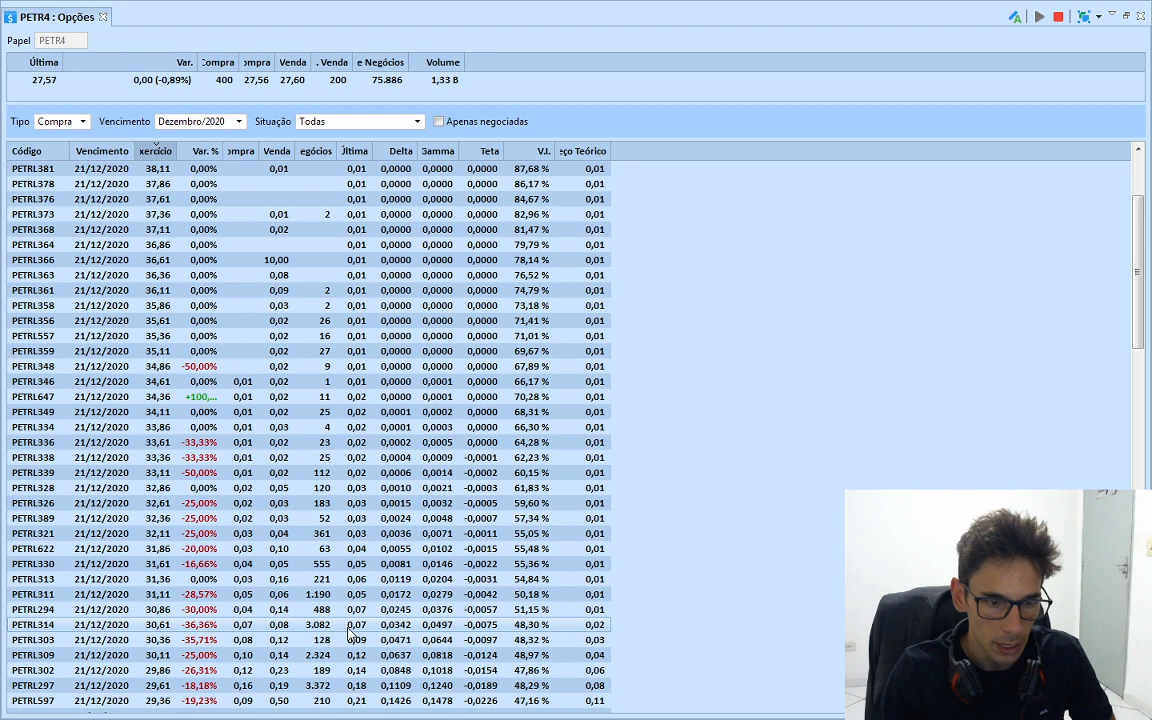 PETR4 : Opções
Papel PETR4
Última Var. Compra ompra Venda . Venda e Negócios Volume
27,57 0,00 (-0,89%) 400 27,56 27,60 200 75.886 1,33 B
Tipo Compra Vencimento Dezembro/2020 Situação Todas Apenas negociadas
Código Vencimento xercício Var. % ompra Venda egócios Última Delta Gamma Teta V.I. eço Teórico
PETRL381 21/12/2020 38,11 0,00% 0,01 0,01 0,0000 0,0000 0,0000 87,68 % 0,01
PETRL378 21/12/2020 37,86 0,00% 0,01 0,0000 0,0000 0,0000 86,17 % 0,01
PETRL376 21/12/2020 37,61 0,00% 0,01 0,0000 0,0000 0,0000 84,67 % 0,01
PETRL373 21/12/2020 37,36 0,00% 0,01 2 0,01 0,0000 0,0000 0,0000 82,96 % 0,01
PETRL368 21/12/2020 37,11 0,00% 0,02 0,01 0,0000 0,0000 0,0000 81,47 % 0,01
PETRL364 21/12/2020 36,86 0,00% 0,01 0,0000 0,0000 0,0000 79,79 % 0,01
PETRL366 21/12/2020 36,61 0,00% 10,00 0,01 0,0000 0,0000 0,0000 78,14 % 0,01
PETRL363 21/12/2020 36,36 0,00% 0,08 0,01 0,0000 0,0000 0,0000 76,52 % 0,01
PETRL361 21/12/2020 36,11 0,00% 0,09 2 0,01 0,0000 0,0000 0,0000 74,79 % 0,01
PETRL358 21/12/2020 35,86 0,00% 0,03 2 0,01 0,0000 0,0000 0,0000 73,18 % 0,01
PETRL356 21/12/2020 35,61 0,00% 0,02 26 0,01 0,0000 0,0000 0,0000 71,41 % 0,01
PETRL557 21/12/2020 35,36 0,00% 0,02 16 0,01 0,0000 0,0000 0,0000 71,01 % 0,01
PETRL359 21/12/2020 35,11 0,00% 0,02 27 0,01 0,0000 0,0000 0,0000 69,67 % 0,01
PETRL348 21/12/2020 34,86 -50,00% 0,02 9 0,01 0,0000 0,0000 0,0000 67,89 % 0,01
PETRL346 21/12/2020 34,61 0,00% 0,01 0,02 1 0,01 0,0000 0,0001 0,0000 66,17 % 0,01
PETRL647 21/12/2020 34,36 +100,... 0,01 0,02 11 0,02 0,0000 0,0001 0,0000 70,28 % 0,01
PETRL349 21/12/2020 34,11 0,00% 0,01 0,02 25 0,02 0,0001 0,0002 0,0000 68,31 % 0,01
PETRL334 21/12/2020 33,86 0,00% 0,01 0,03 4 0,02 0,0001 0,0003 0,0000 66,30 % 0,01
PETRL336 21/12/2020 33,61 -33,33% 0,01 0,02 23 0,02 0,0002 0,0005 0,0000 64,28 % 0,01
PETRL338 21/12/2020 33,36 -33,33% 0,01 0,02 25 0,02 0,0004 0,0009 -0,0001 62,23 % 0,01
PETRL339 21/12/2020 33,11 -50,00% 0,01 0,02 112 0,02 0,0006 0,0014 -0,0002 60,15 % 0,01
PETRL328 21/12/2020 32,86 0,00% 0,02 0,05 120 0,03 0,0010 0,0021 -0,0003 61,83 % 0,01
PETRL326 21/12/2020 32,61 -25,00% 0,02 0,03 183 0,03 0,0015 0,0032 -0,0005 59,60 % 0,01
PETRL389 21/12/2020 32,36 -25,00% 0,02 0,03 52 0,03 0,0024 0,0048 -0,0007 57,34 % 0,01
PETRL321 21/12/2020 32,11 -25,00% 0,03 0,04 361 0,03 0,0036 0,0071 -0,0011 55,05 % 0,01
PETRL622 21/12/2020 31,86 -20,00% 0,03 0,10 63 0,04 0,0055 0,0102 -0,0015 55,48 % 0,01
PETRL330 21/12/2020 31,61 -16,66% 0,04 0,05 555 0,05 0,0081 0,0146 -0,0022 55,36 % 0,01
PETRL313 21/12/2020 31,36 0,00% 0,03 0,16 221 0,06 0,0119 0,0204 -0,0031 54,84 % 0,01
PETRL311 21/12/2020 31,11 -28,57% 0,05 0,06 1.190 0,05 0,0172 0,0279 -0,0042 50,18 % 0,01
PETRL294 21/12/2020 30,86 -30,00% 0,04 0,14 488 0,07 0,0245 0,0376 -0,0057 51,15 % 0,01
PETRL314 21/12/2020 30,61 -36,36% 0,07 0,08 3.082 0,07 0,0342 0,0497 -0,0075 48,30 % 0,02
PETRL303 21/12/2020 30,36 -35,71% 0,08 0,12 128 0,09 0,0471 0,0644 -0,0097 48,32 % 0,03
PETRL309 21/12/2020 30,11 -25,00% 0,10 0,14 2.324 0,12 0,0637 0,0818 -0,0124 48,97 % 0,04
PETRL302 21/12/2020 29,86 -26,31% 0,12 0,23 189 0,14 0,0848 0,1018 -0,0154 47,86 % 0,06
PETRL297 21/12/2020 29,61 -18,18% 0,16 0,19 3.372 0,18 0,1109 0,1240 -0,0189 48,29 % 0,08
PETRL597 21/12/2020 29,36 -19,23% 0,09 0,50 210 0,21 0,1426 0,1478 -0,0226 47,16 % 0,11